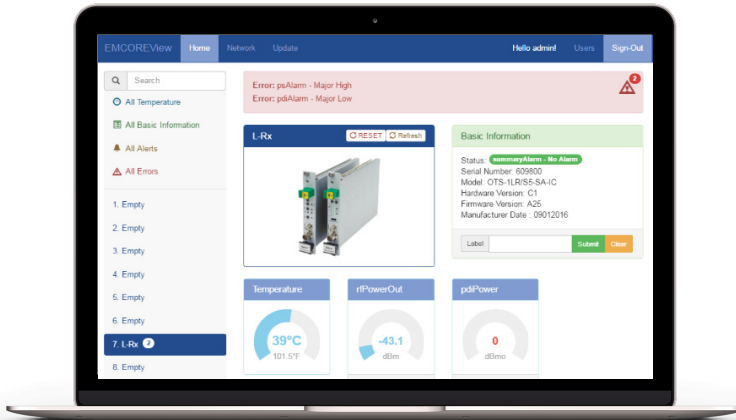 EMCOREView Home Network Update Hello admin! Users Sign-Out
Search
All Temperature
All Basic Information
All Alerts
All Errors
1. Empty
2. Empty
3. Empty
4. Empty
5. Empty
6. Empty
7. L-Rx 2
8. Empty
Error: psAlarm - Major High
Error: pdiAlarm - Major Low
2
L-Rx RESET Refresh
Basic Information
Status: summaryAlarm - No Alarm
Serial Number: 609800
Model: OTS-1LR/S5-SA-IC
Hardware Version: C1
Firmware Version: A25
Manufacturer Date : 09012016
Label Submit Clear
Temperature
39°C
101.5°F
rfPowerOut
-43.1
dBm
pdiPower
0
dBmo